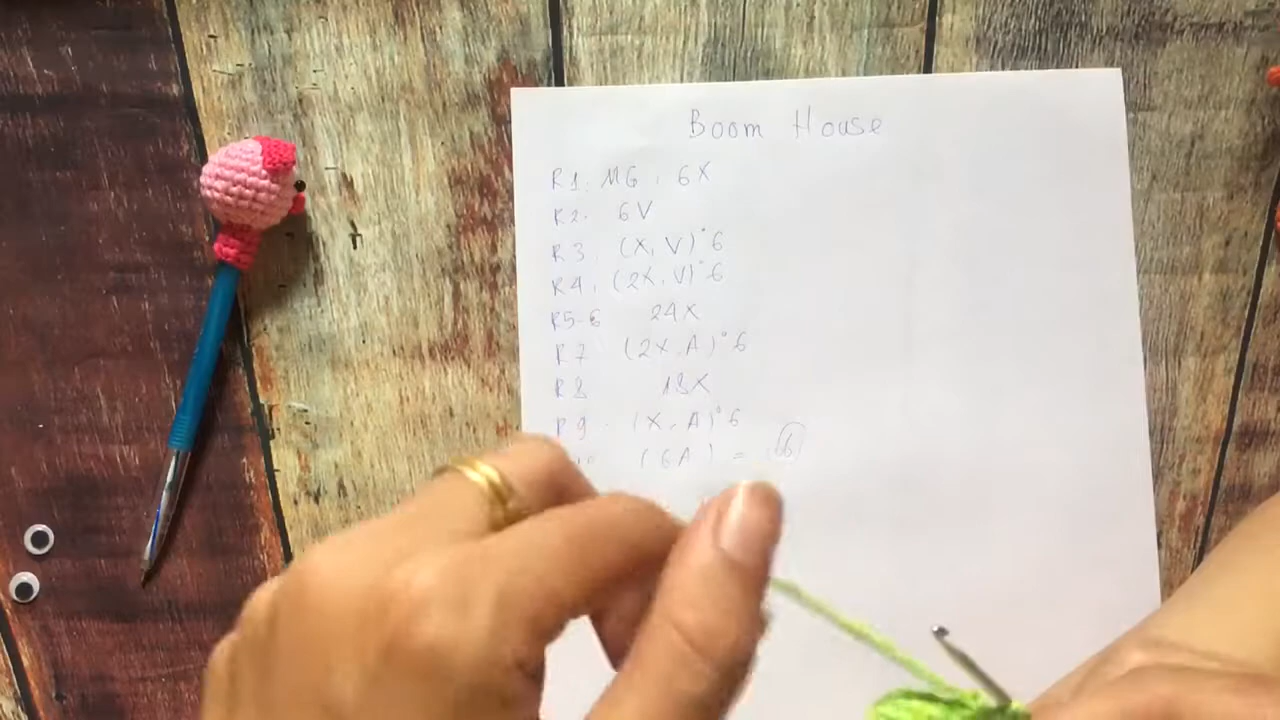 Boom House
R1. MG, 6X
R2. 6V
R3. (X, V)*6
R4. (2X, V)*6
R5-6 24X
R7 (2X, A)*6
R8 18X
R9. (X, A)*6
(6A) = 6